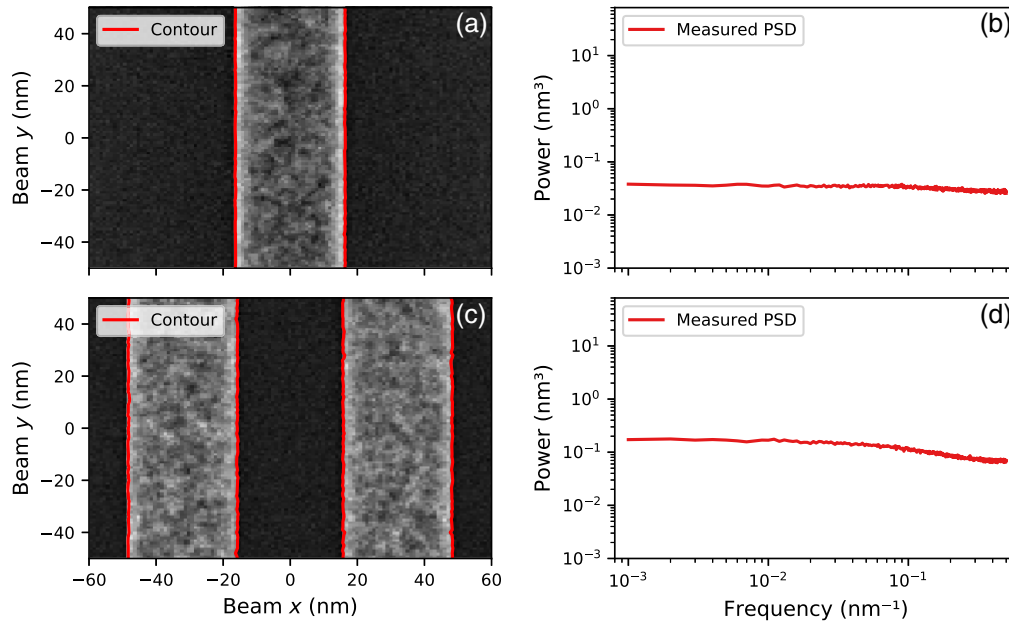 Contour
(a)
Beam y (nm)
40
20
0
−20
−40
Measured PSD
(b)
Power (nm³)
10¹
10⁰
10⁻¹
10⁻²
10⁻³
Contour
(c)
Beam y (nm)
40
20
0
−20
−40
−60
−40
−20
0
20
40
60
Beam x (nm)
Measured PSD
(d)
Power (nm³)
10¹
10⁰
10⁻¹
10⁻²
10⁻³
10⁻³
10⁻²
10⁻¹
Frequency (nm⁻¹)